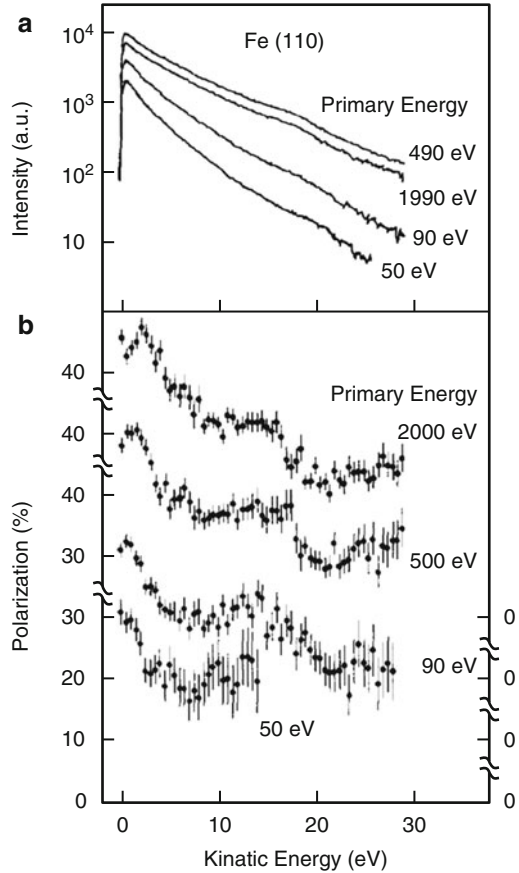 a
10⁴
Fe (110)
Intensity (a.u.)
10³
Primary Energy
490 eV
10²
1990 eV
90 eV
10
50 eV
b
40
Primary Energy
40
2000 eV
Polarization (%)
40
30
500 eV
30
0
20
90 eV
0
50 eV
10
0
0
0
0 10 20 30
Kinatic Energy (eV)